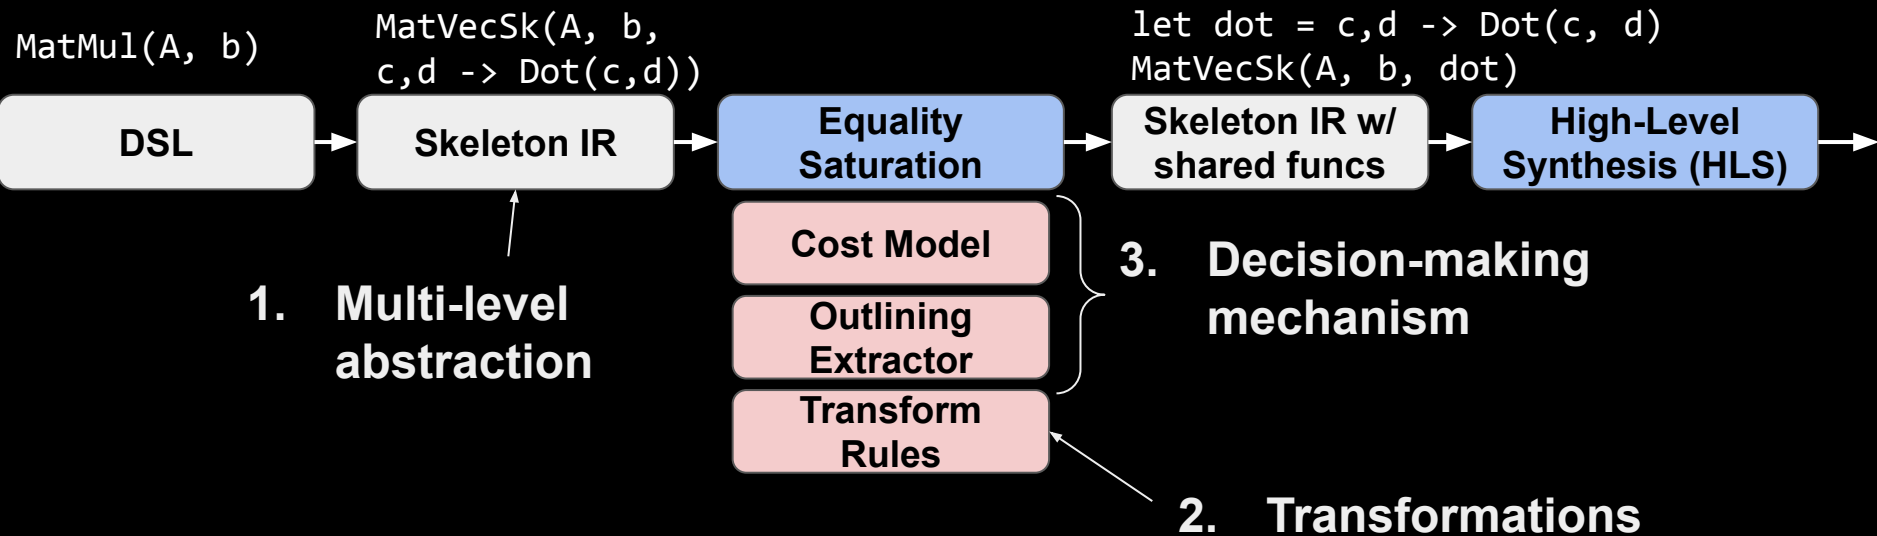 MatMul(A, b)
MatVecSk(A, b,
c,d -> Dot(c,d))
let dot = c,d -> Dot(c, d)
MatVecSk(A, b, dot)
DSL
Skeleton IR
Equality
Saturation
Skeleton IR w/
shared funcs
High-Level
Synthesis (HLS)
Cost Model
Outlining
Extractor
Transform
Rules
1. Multi-level
abstraction
3. Decision-making
mechanism
2. Transformations